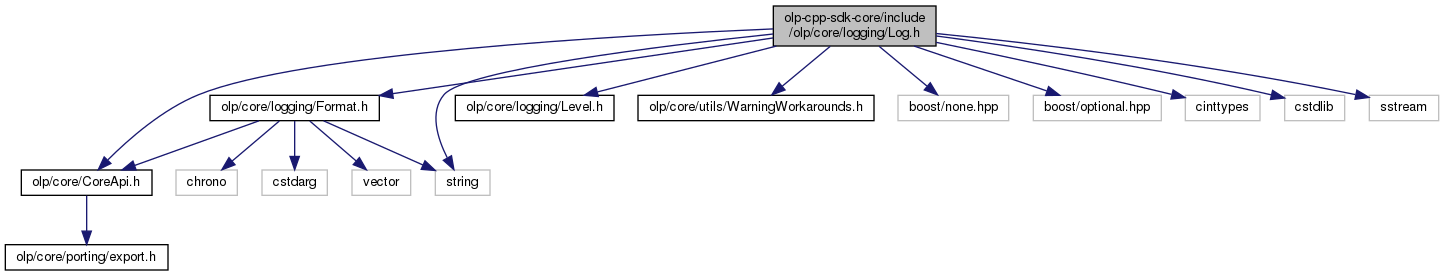 olp-cpp-sdk-core/include
/olp/core/logging/Log.h
olp/core/logging/Format.h
olp/core/logging/Level.h
olp/core/utils/WarningWorkarounds.h
boost/none.hpp
boost/optional.hpp
cinttypes
cstdlib
sstream
olp/core/CoreApi.h
chrono
cstdarg
vector
string
olp/core/porting/export.h